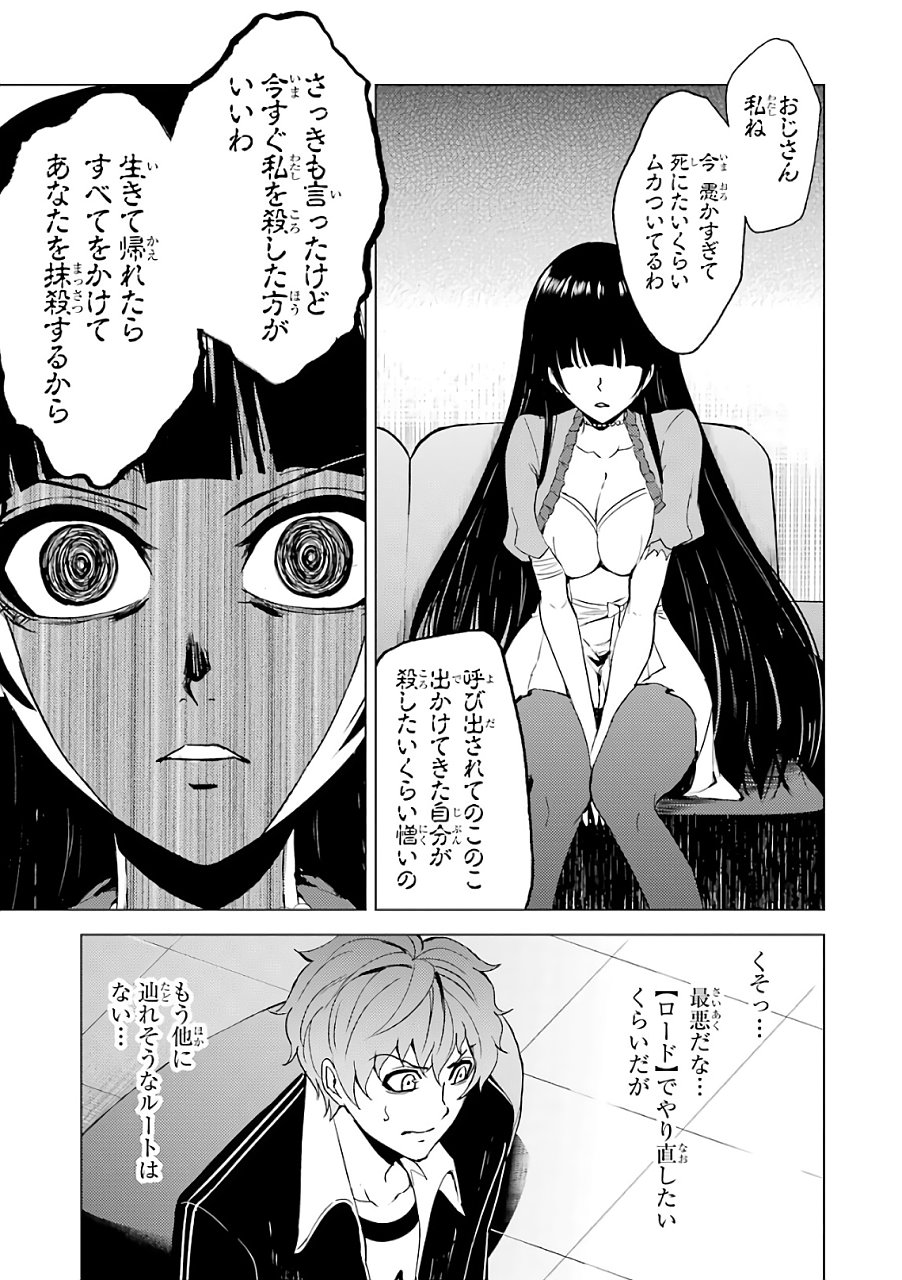 おじさん
私ね
今 愚かすぎて
死にたいくらい
ムカついてるわ
呼び出されてのこのこ
出かけてきた自分が
殺したいくらい憎いの
さっきも言ったけど
今すぐ私を殺した方が
いいわ
生きて帰れたら
すべてをかけて
あなたを抹殺するから
くそっ…
最悪だな…
【ロード】でやり直したい
くらいだが
もう他に
辿れそうなルートは
ない…